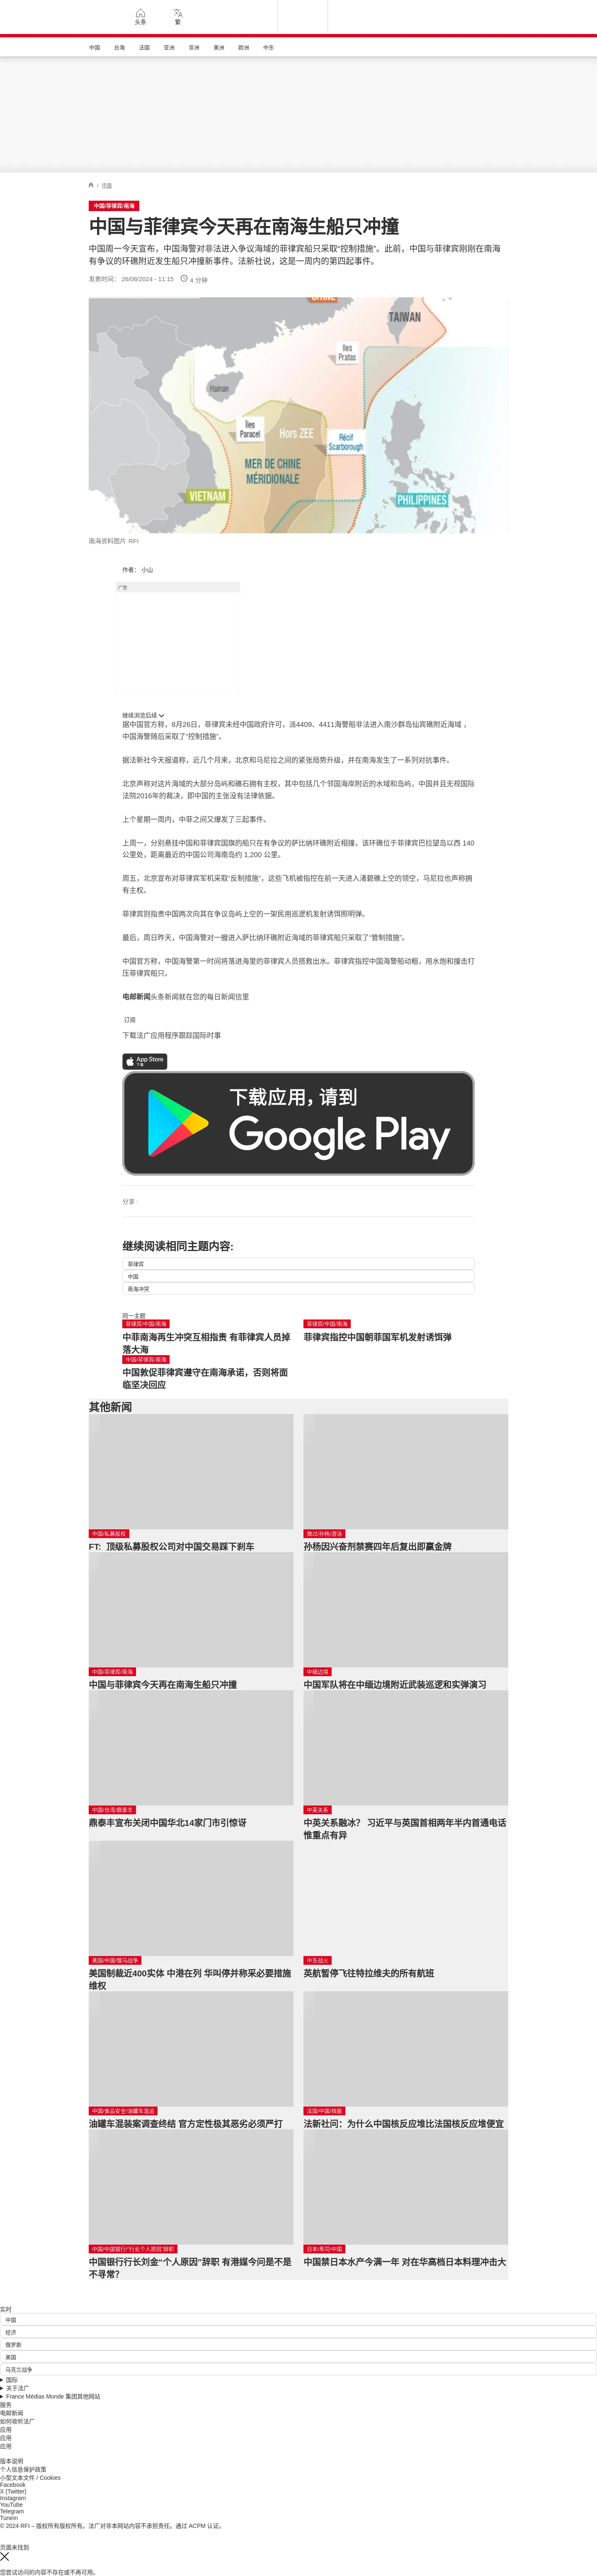 头条
繁
中国
台海
法国
亚洲
非洲
美洲
欧洲
中东
/ 中国
中国/菲律宾/南海
中国与菲律宾今天再在南海生船只冲撞
中国周一今天宣布，中国海警对非法进入争议海域的菲律宾船只采取“控制措施”。此前，中国与菲律宾刚刚在南海
有争议的环礁附近发生船只冲撞新事件。法新社说，这是一周内的第四起事件。
发表时间： 26/08/2024 - 11:15
4 分钟
CHINE
TAIWAN
Iles Pratas
Hainan
Îles Paracel
Hors ZEE
Récif Scarborough
MER DE CHINE MÉRIDIONALE
VIETNAM
PHILIPPINES
南海资料图片 RFI
作者： 小山
广告
继续浏览后续
据中国官方称，8月26日，菲律宾未经中国政府许可，派4409、4411海警船非法进入南沙群岛仙宾礁附近海域 ，
中国海警随后采取了“控制措施”。
据法新社今天报道称，近几个月来，北京和马尼拉之间的紧张局势升级，并在南海发生了一系列对抗事件。
北京声称对这片海域的大部分岛屿和礁石拥有主权，其中包括几个邻国海岸附近的水域和岛屿，中国并且无视国际
法院2016年的裁决，即中国的主张没有法律依据。
上个星期一周内，中菲之间又爆发了三起事件。
上周一，分别悬挂中国和菲律宾国旗的船只在有争议的萨比纳环礁附近相撞，该环礁位于菲律宾巴拉望岛以西 140
公里处，距离最近的中国公司海南岛约 1,200 公里。
周五，北京宣布对菲律宾军机采取“反制措施”，这些飞机被指控在前一天进入渚碧礁上空的领空，马尼拉也声称拥
有主权。
菲律宾则指责中国两次向其在争议岛屿上空的一架民用巡逻机发射诱饵照明弹。
最后，周日昨天，中国海警对一艘进入萨比纳环礁附近海域的菲律宾船只采取了“管制措施”。
中国官方称，中国海警第一时间将落进海里的菲律宾人员搭救出水。菲律宾指控中国海警船动粗，用水炮和撞击打
压菲律宾船只。
电邮新闻头条新闻就在您的每日新闻信里
订阅
下载法广应用程序跟踪国际时事
App Store
下载
下载应用，请到
Google Play
分享 :
继续阅读相同主题内容:
菲律宾
中国
南海冲突
同一主题
菲律宾/中国/南海
中菲南海再生冲突互相指责 有菲律宾人员掉
落大海
菲律宾/中国/南海
菲律宾指控中国朝菲国军机发射诱饵弹
中国/菲律宾/南海
中国敦促菲律宾遵守在南海承诺，否则将面
临坚决回应
其他新闻
中国/私募股权
FT: 顶级私募股权公司对中国交易踩下刹车
微过/孙杨/游泳
孙杨因兴奋剂禁赛四年后复出即赢金牌
中国/菲律宾/南海
中国与菲律宾今天再在南海生船只冲撞
中缅边境
中国军队将在中缅边境附近武装巡逻和实弹演习
中国/台湾/鼎泰丰
鼎泰丰宣布关闭中国华北14家门市引惊讶
中英关系
中英关系融冰？ 习近平与英国首相两年半内首通电话
惟重点有异
美国/中国/俄马战争
美国制裁近400实体 中港在列 华叫停并称采必要措施
维权
中东战火
英航暂停飞往特拉维夫的所有航班
中国/食品安全/油罐车混运
油罐车混装案调查终结 官方定性极其恶劣必须严打
法国/中国/核能
法新社问：为什么中国核反应堆比法国核反应堆便宜
中国/中国银行/“行长个人原因”辞职
中国银行行长刘金“个人原因”辞职 有港媒今问是不是
不寻常？
日本/寿司/中国
中国禁日本水产今满一年 对在华高档日本料理冲击大
实时
中国
经济
俄罗斯
美国
乌克兰战争
国际
关于法广
France Médias Monde 集团其他网站
服务
电邮新闻
如何收听法广
应用
应用
应用
版本说明
个人信息保护政策
小型文本文件 / Cookies
Facebook
X (Twitter)
Instagram
YouTube
Telegram
TuneIn
© 2024 RFI – 版权所有版权所有。法广对非本网站内容不承担责任。通过 ACPM 认证。
页面未找到
您尝试访问的内容不存在或不再可用。